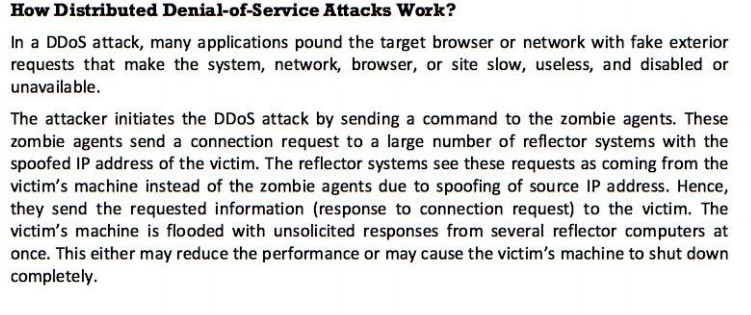 How Distributed Denial-of-Service Attacks Work?
In a DDoS attack, many applications pound the target browser or network with fake exterior
requests that make the system, network, browser, or site slow, useless, and disabled or
unavailable.
The attacker initiates the DDoS attack by sending a command to the zombie agents. These
zombie agents send a connection request to a large number of reflector systems with the
spoofed IP address of the victim. The reflector systems see these requests as coming from the
victim's machine instead of the zombie agents due to spoofing of source IP address. Hence,
they send the requested information (response to connection request) to the victim. The
victim's machine is flooded with unsolicited responses from several reflector computers at
once. This either may reduce the performance or may cause the victim's machine to shut down
completely.